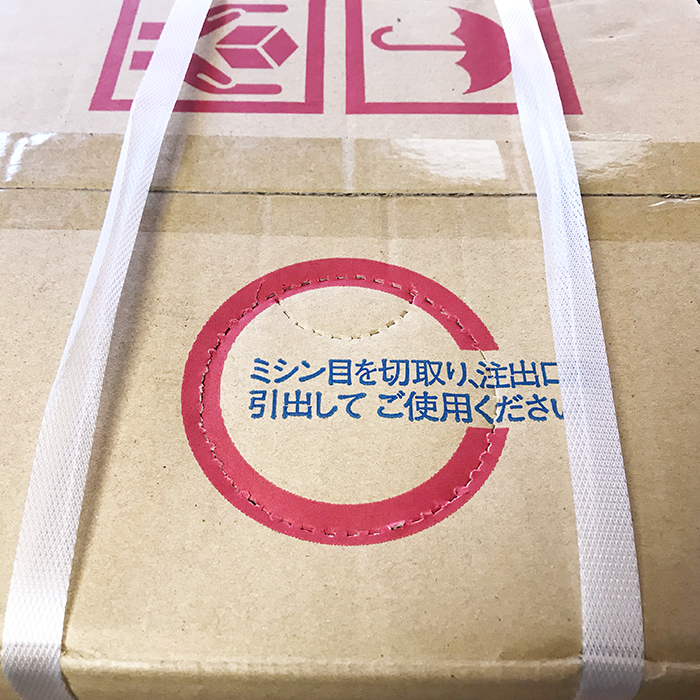 ミシン目を切取り、注出口
引出して ご使用ください